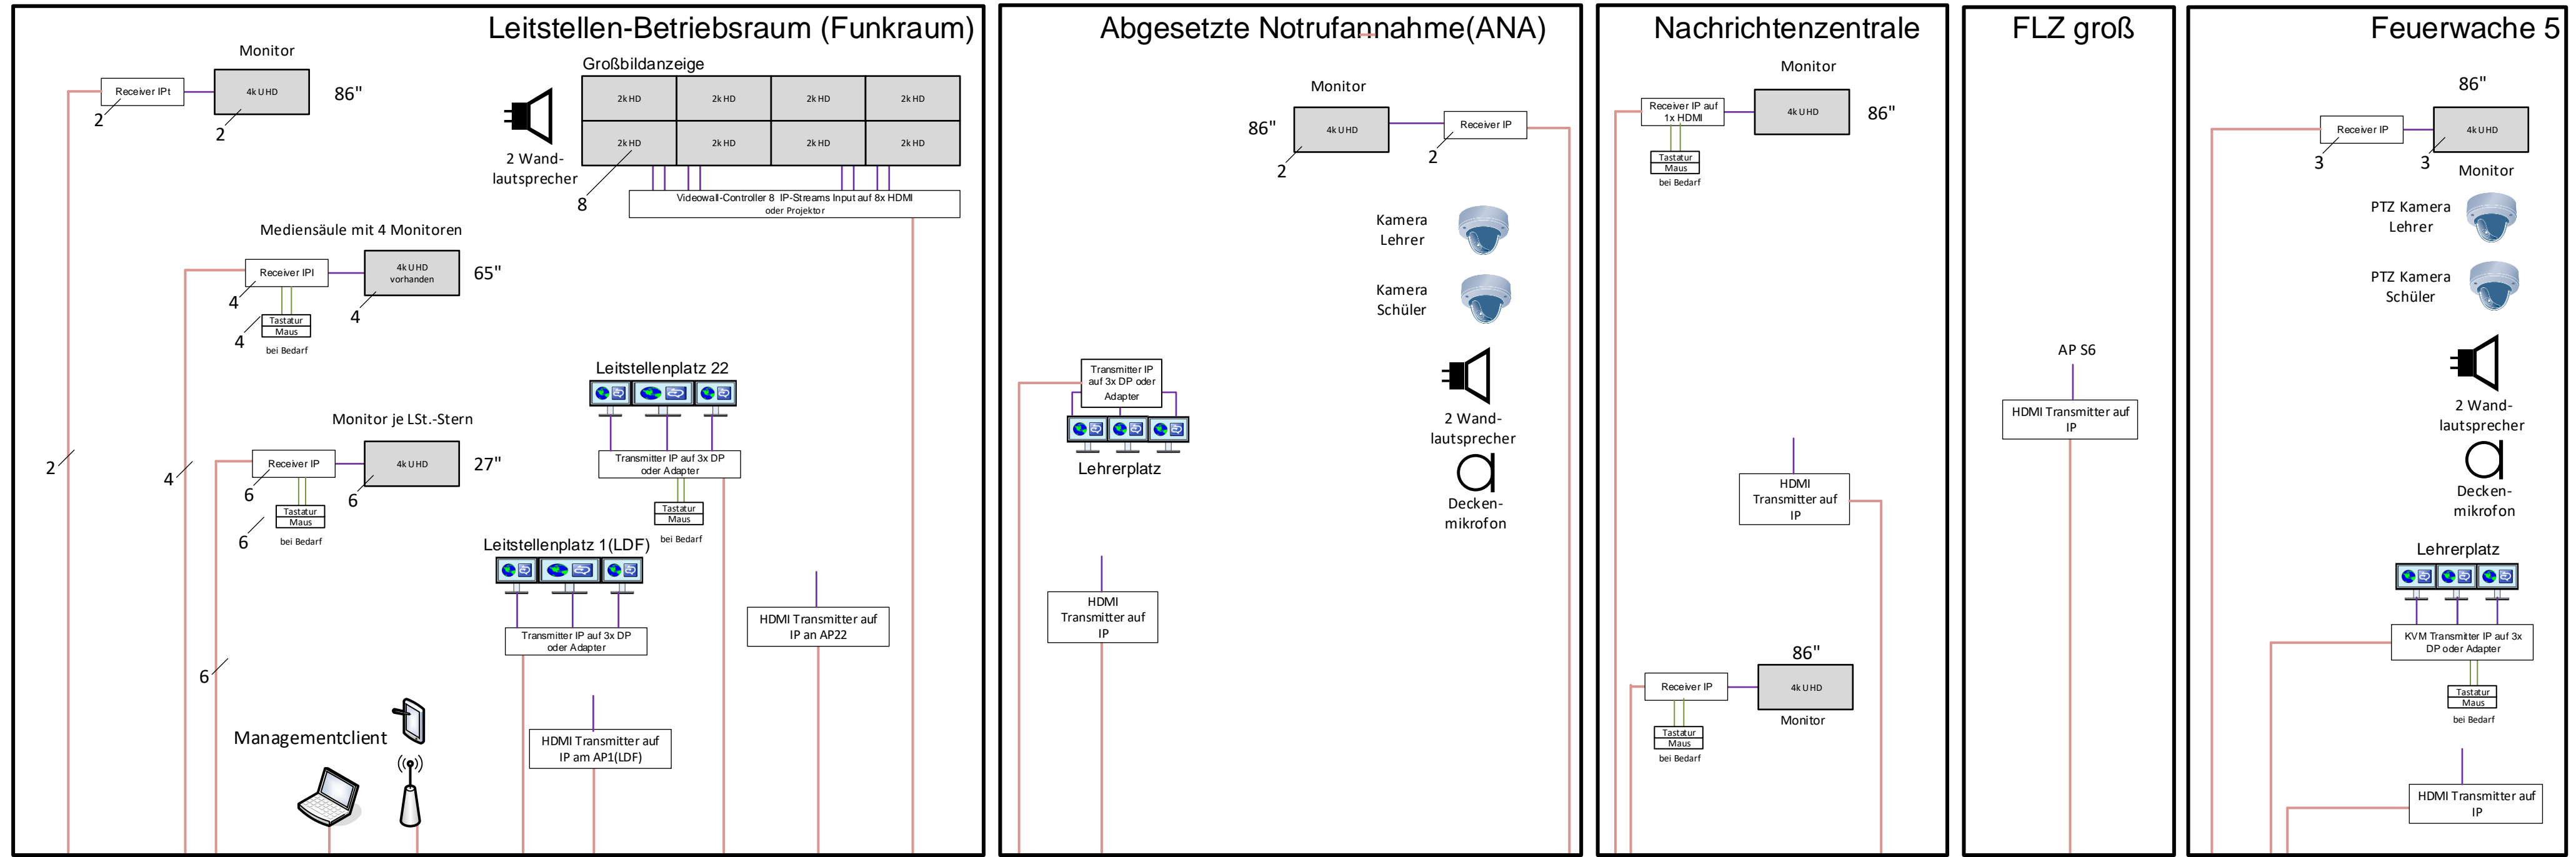 Leitstellen-Betriebsraum (Funkraum)
Monitor
Receiver IPt
4k UHD
86"
2
2
Großbildanzeige
2k HD
2k HD
2k HD
2k HD
2k HD
2k HD
2k HD
2k HD
2 Wand-
lautsprecher
8
Videowall-Controller 8 IP-Streams Input auf 8x HDMI
oder Projektor
Mediensäule mit 4 Monitoren
Receiver IPI
4k UHD
vorhanden
65"
4
4
Tastatur
Maus
4
bei Bedarf
Leitstellenplatz 22
Transmitter IP auf 3x DP
oder Adapter
Tastatur
Maus
bei Bedarf
Monitor je LSt.-Stern
Receiver IP
4k UHD
27"
6
6
Tastatur
Maus
6
bei Bedarf
2
4
6
Leitstellenplatz 1(LDF)
Transmitter IP auf 3x DP
oder Adapter
HDMI Transmitter auf
IP an AP22
HDMI Transmitter auf
IP am AP1(LDF)
Managementclient
Abgesetzte Notrufannahme(ANA)
Monitor
86"
4k UHD
Receiver IP
2
2
Kamera
Lehrer
Kamera
Schüler
Transmitter IP
auf 3x DP oder
Adapter
Lehrerplatz
2 Wand-
lautsprecher
Decken-
mikrofon
HDMI
Transmitter auf
IP
Nachrichtenzentrale
Monitor
Receiver IP auf
1x HDMI
4k UHD
86"
Tastatur
Maus
bei Bedarf
HDMI
Transmitter auf
IP
86"
Receiver IP
4k UHD
Monitor
Tastatur
Maus
bei Bedarf
FLZ groß
AP S6
HDMI Transmitter auf
IP
Feuerwache 5
86"
Receiver IP
4k UHD
3
3
Monitor
PTZ Kamera
Lehrer
PTZ Kamera
Schüler
2 Wand-
lautsprecher
Decken-
mikrofon
Lehrerplatz
KVM Transmitter IP auf 3x
DP oder Adapter
Tastatur
Maus
bei Bedarf
HDMI Transmitter auf
IP